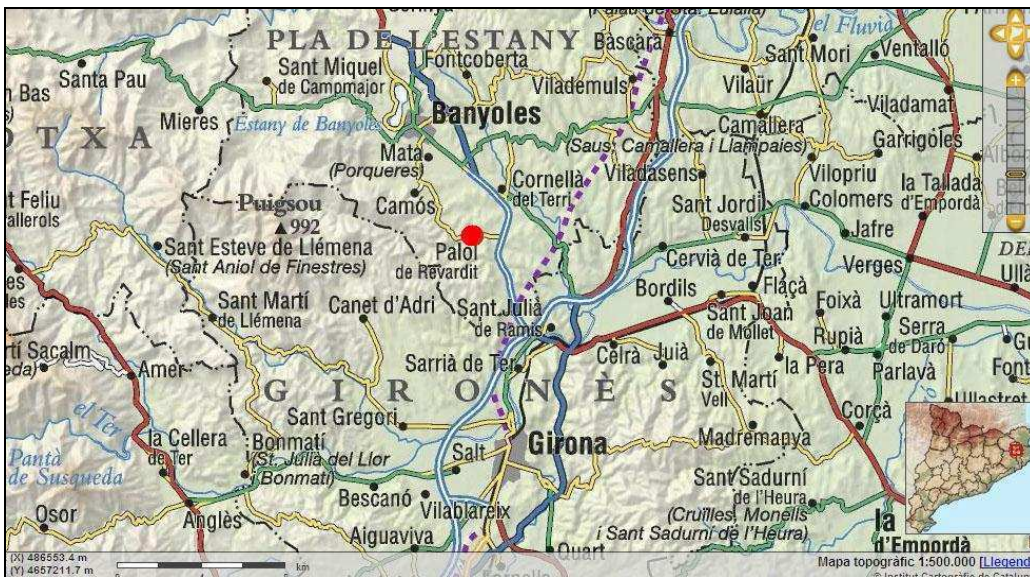 PLA DE L'ESTANY
el Fluvià
Bàscara
Sant Mori
Ventalló
Santa Pau
Sant Miquel
de Campmajor
Fontcoberta
Vilademuls
Vilaür
Viladamat
Mieres
Estany de Banyoles
Banyoles
Camallera
(Saus, Camallera i Llampaies)
Garrigoles
Mata
(Porqueres)
Viladasens
Vilopriu
la Tallada
d'Empordà
Cornellà
del Terri
Puigsou
992
Camós
Sant Jordi
Desvalls
Colomers
Jafre
Sant Esteve de Llémena
(Sant Aniol de Finestres)
Palol
de Revardit
Cervià de Ter
Verges
Sant Martí
de Llémena
Canet d'Adri
Sant Julià
de Ramis
Bordils
Flaçà
Sant Joan
de Mollet
Foixà
Ultramort
Rupià
Serra
de Daró
Sarrià de Ter
Celrà
Juià
la Pera
Parlavà
Amer
GIRONÈS
St. Martí
Vell
Ullastret
el Ter
Sant Gregori
Corçà
Girona
Madremanya
la Cellera
de Ter
Bonmatí
(St. Julià del Llor
i Bonmatí)
Salt
Pantà
de Susqueda
Bescanó
Vilablareix
Sant Sadurní
de l'Heura
(Cruïlles, Monells
i Sant Sadurní de l'Heura)
Osor
Anglès
Aiguaviva
Quart
la
d'Empordà
(X) 486553.4 m
(Y) 4657211.7 m
km
Mapa topogràfic 1:500.000 [Llegend
© Institut Cartogràfic de Catalun